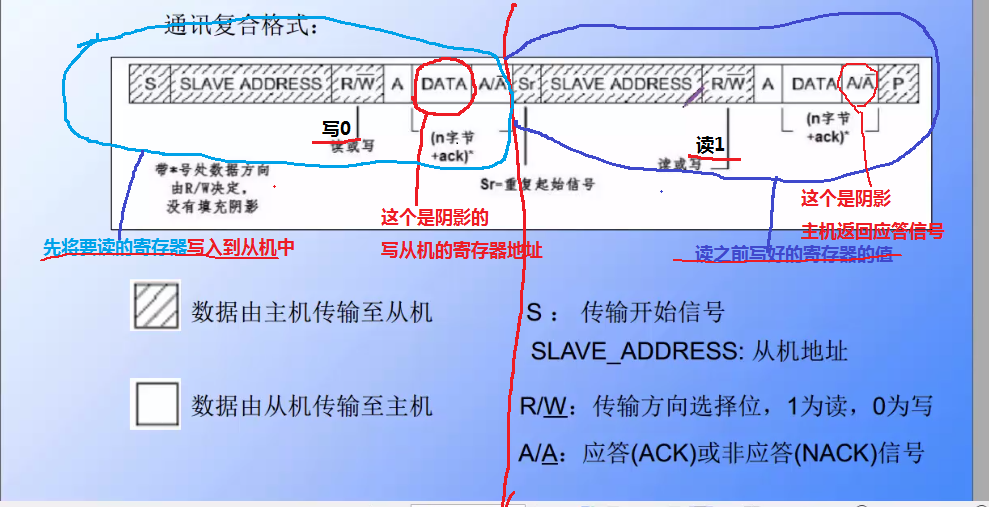 通讯复合格式:
S SLAVE ADDRESS R/W A DATA A/A Sr SLAVE ADDRESS R/W A DATA A/A P
写0
读或写
(n字节
+ack)*
读1
读或写
(n字节
+ack)*
带*号处数据方向
由R/W决定，
没有填充阴影
Sr=重复起始信号
这个是阴影的
写从机的寄存器地址
这个是阴影
主机返回应答信号
先将要读的寄存器写入到从机中
读之前写好的寄存器的值
数据由主机传输至从机
S： 传输开始信号
SLAVE_ADDRESS: 从机地址
数据由从机传输至主机
R/W：传输方向选择位，1为读，0为写
A/A：应答(ACK)或非应答(NACK)信号